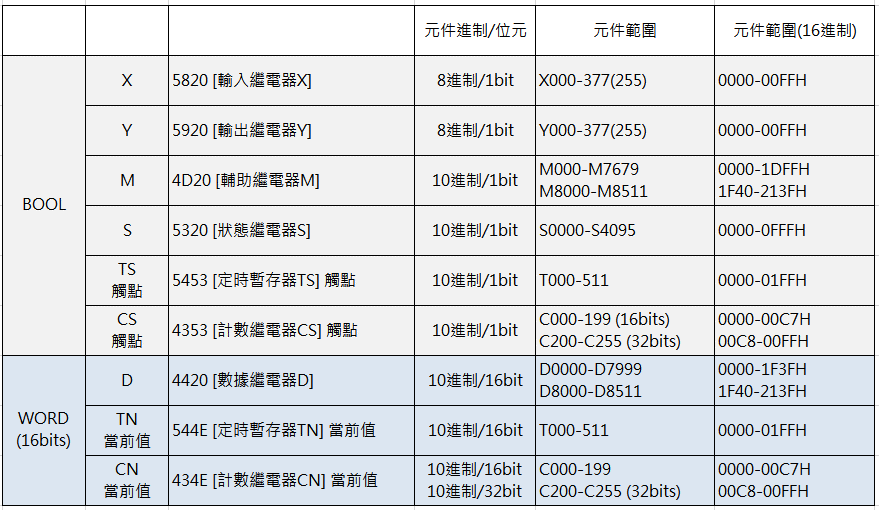 元件進制/位元 元件範圍 元件範圍(16進制)
BOOL
X 5820 [輸入繼電器X] 8進制/1bit X000-377(255) 0000-00FFH
Y 5920 [輸出繼電器Y] 8進制/1bit Y000-377(255) 0000-00FFH
M 4D20 [輔助繼電器M] 10進制/1bit M000-M7679 0000-1DFFH
M8000-M8511 1F40-213FH
S 5320 [狀態繼電器S] 10進制/1bit S0000-S4095 0000-0FFFH
TS
觸點 5453 [定時暫存器TS] 觸點 10進制/1bit T000-511 0000-01FFH
CS
觸點 4353 [計數繼電器CS] 觸點 10進制/1bit C000-199 (16bits) 0000-00C7H
C200-C255 (32bits) 00C8-00FFH
WORD
(16bits)
D 4420 [數據繼電器D] 10進制/16bit D0000-D7999 0000-1F3FH
D8000-D8511 1F40-213FH
TN
當前值 544E [定時暫存器TN] 當前值 10進制/16bit T000-511 0000-01FFH
CN
當前值 434E [計數繼電器CN] 當前值 10進制/16bit C000-199 0000-00C7H
10進制/32bit C200-C255 (32bits) 00C8-00FFH